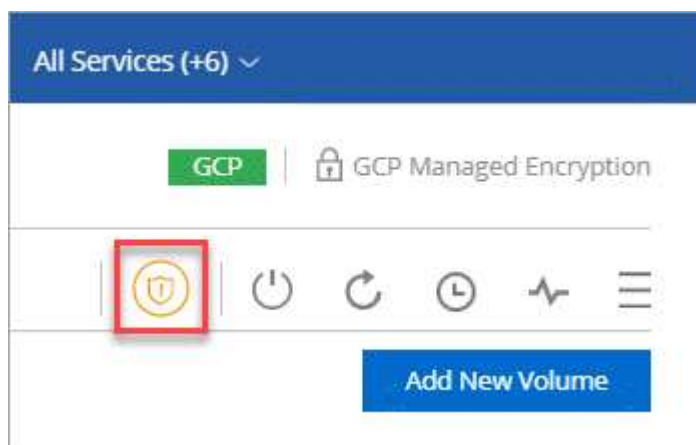 All Services (+6)
GCP
GCP Managed Encryption
Add New Volume